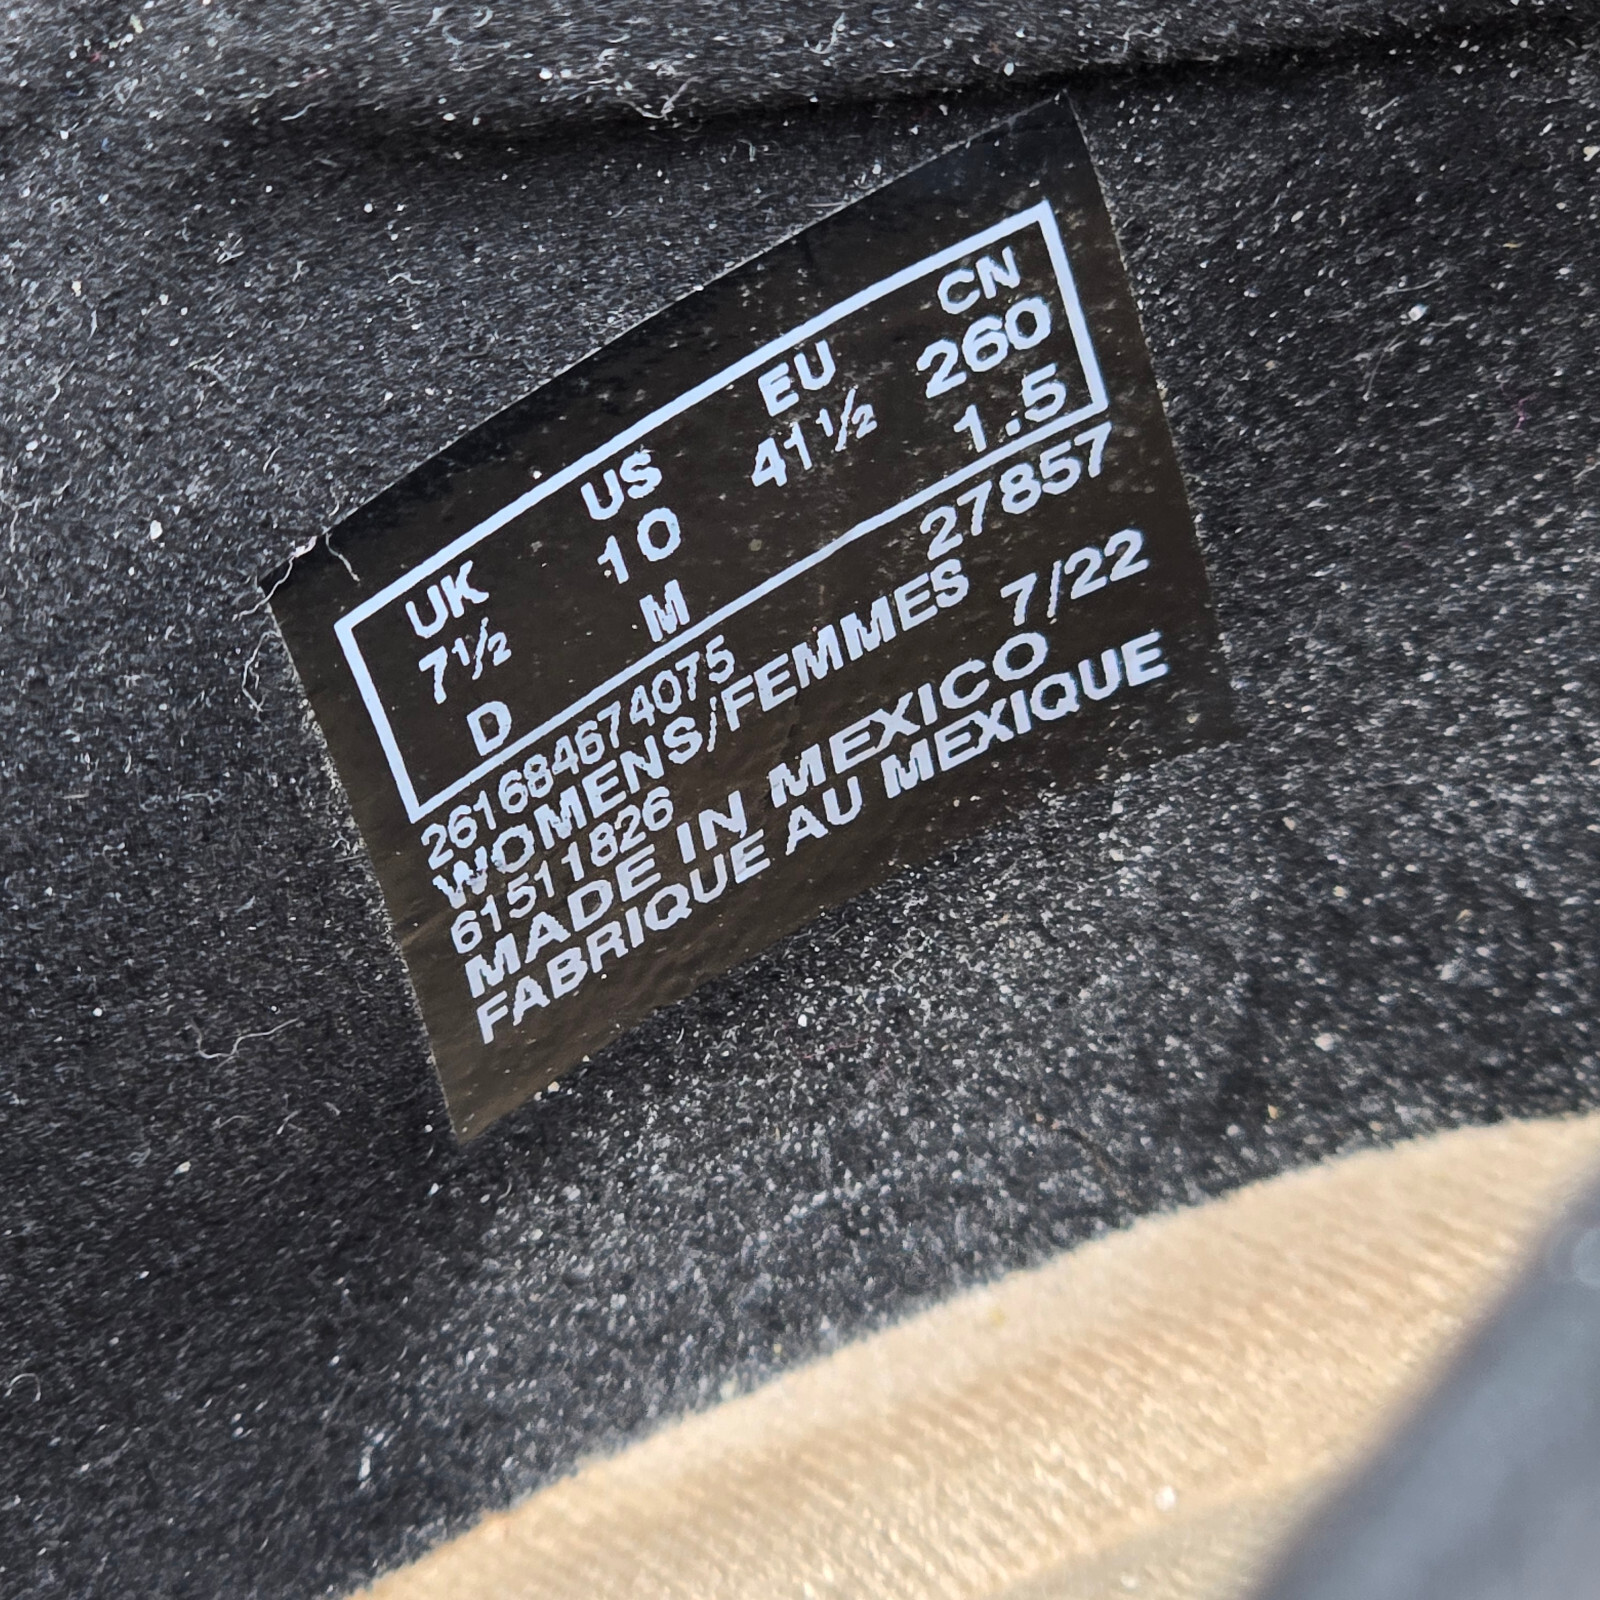 UK US EU CN
7½ 10 41½ 260
D M 1.5
261684674075 27857
WOMENS/FEMMES
61511826 7/22
MADE IN MEXICO
FABRIQUE AU MEXIQUE